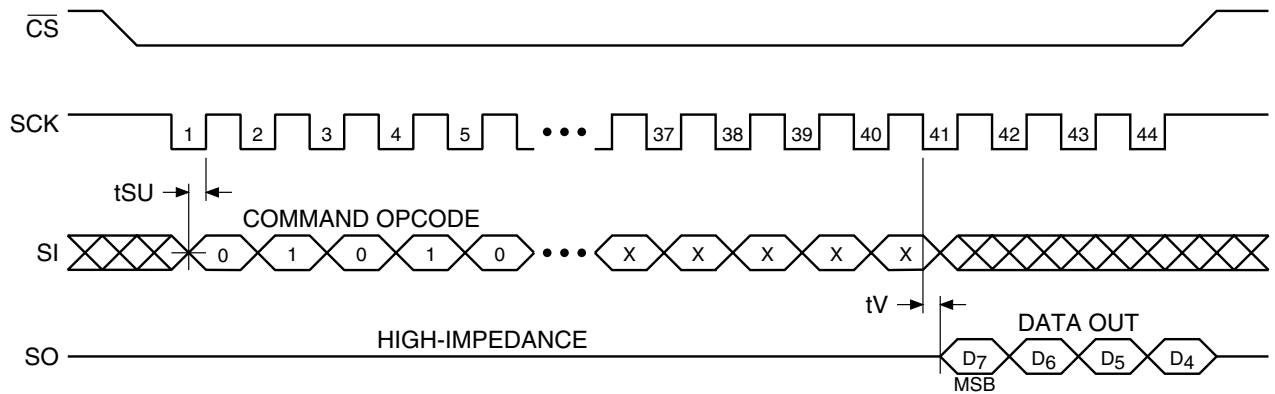 CS
SCK 1 2 3 4 5 ••• 37 38 39 40 41 42 43 44
tSU
COMMAND OPCODE
SI 0 1 0 1 0 ••• X X X X X
tV
HIGH-IMPEDANCE
DATA OUT
SO D7 D6 D5 D4
MSB